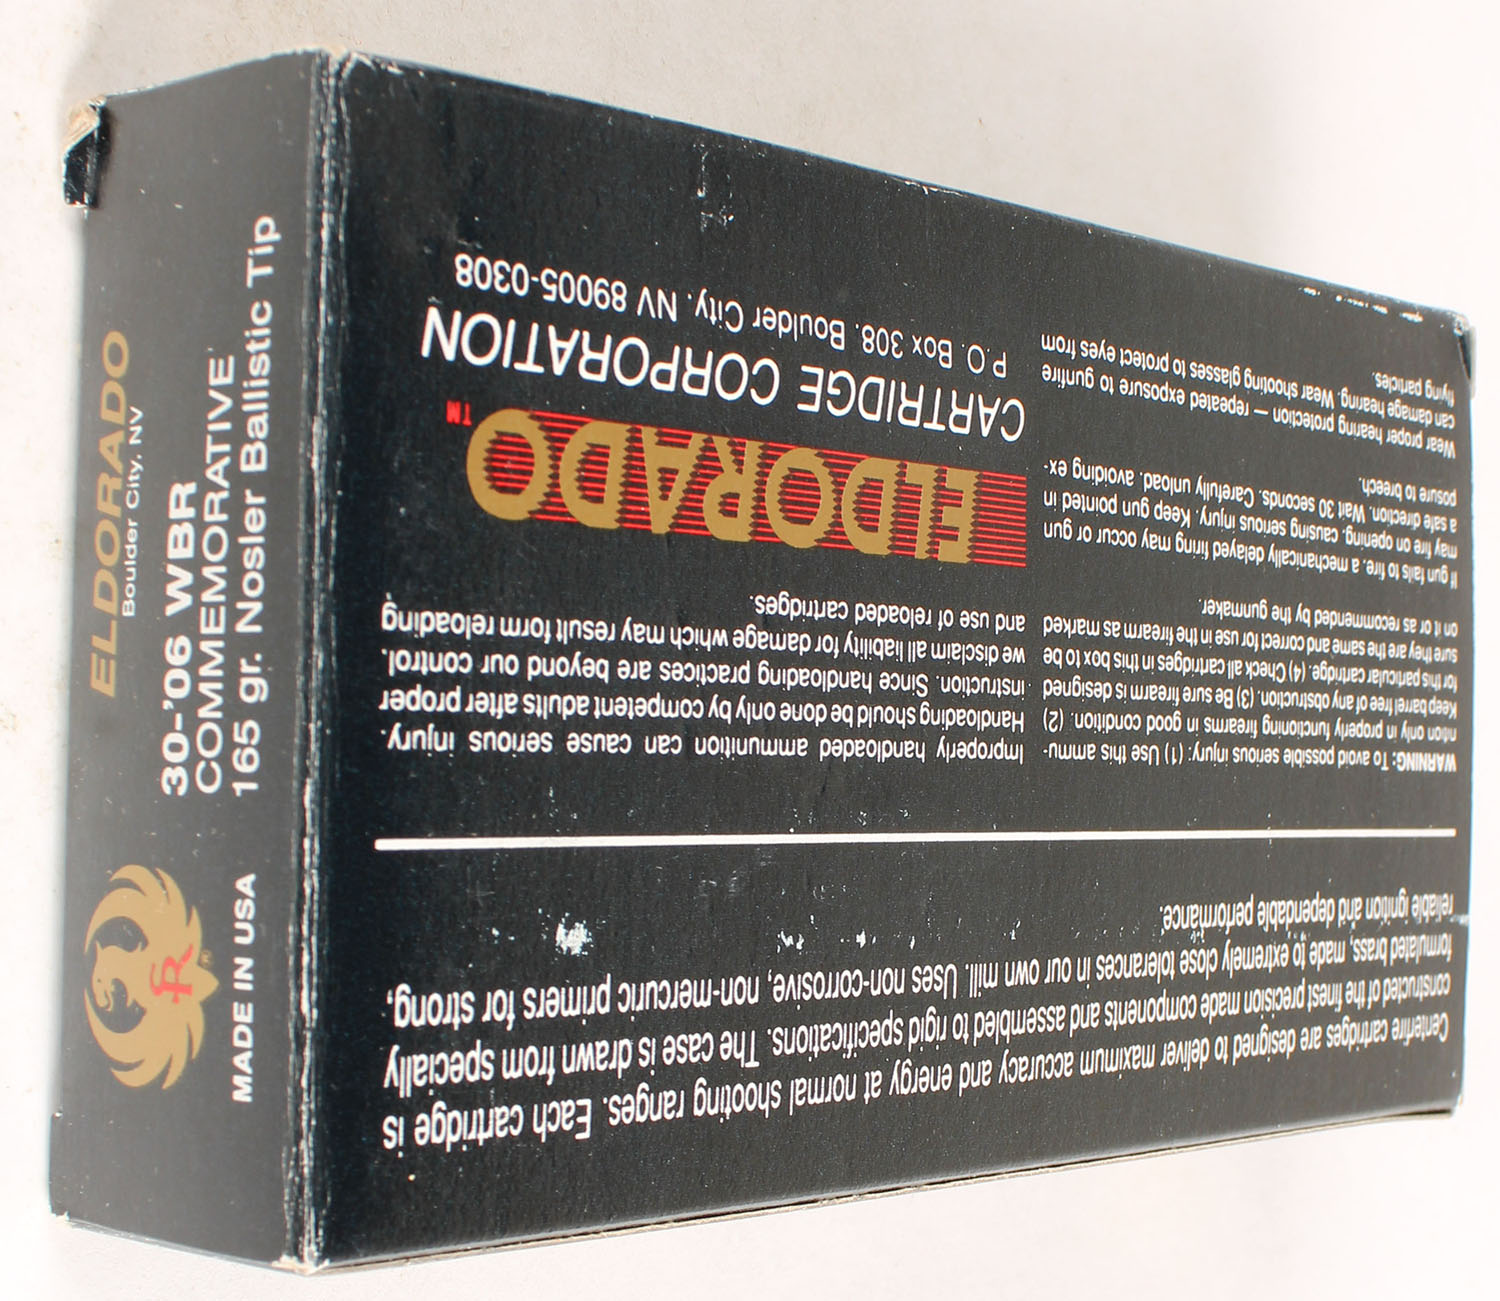 ELDORADO
Boulder City, NV
30-'06 WBR
COMMEMORATIVE
165 gr. Nosler Ballistic Tip
R
®
MADE IN USA
Centerfire cartridges are designed to deliver maximum accuracy and energy at normal shooting ranges. Each cartridge is
constructed of the finest precision made components and assembled to rigid specifications. The case is drawn from specially
formulated brass, made to extremely close tolerances in our own mill. Uses non-corrosive, non-mercuric primers for strong,
reliable ignition and dependable performance.
WARNING: To avoid possible serious injury: (1) Use this ammu-
nition only in properly functioning firearms in good condition. (2)
Keep barrel free of any obstruction. (3) Be sure firearm is designed
for this particular cartridge. (4) Check all cartridges in this box to be
sure they are the same and correct for use in the firearm as marked
on it or as recommended by the gunmaker.
If gun fails to fire, a mechanically delayed firing may occur or gun
may fire on opening, causing serious injury. Keep gun pointed in
a safe direction. Wait 30 seconds. Carefully unload, avoiding ex-
posure to breech.
Wear proper hearing protection — repeated exposure to gunfire
can damage hearing. Wear shooting glasses to protect eyes from
flying particles.
Improperly handloaded ammunition can cause serious injury.
Handloading should be done only by competent adults after proper
instruction. Since handloading practices are beyond our control,
we disclaim all liability for damage which may result form reloading
and use of reloaded cartridges.
ELDORADO™
CARTRIDGE CORPORATION
P.O. Box 308, Boulder City, NV 89005-0308